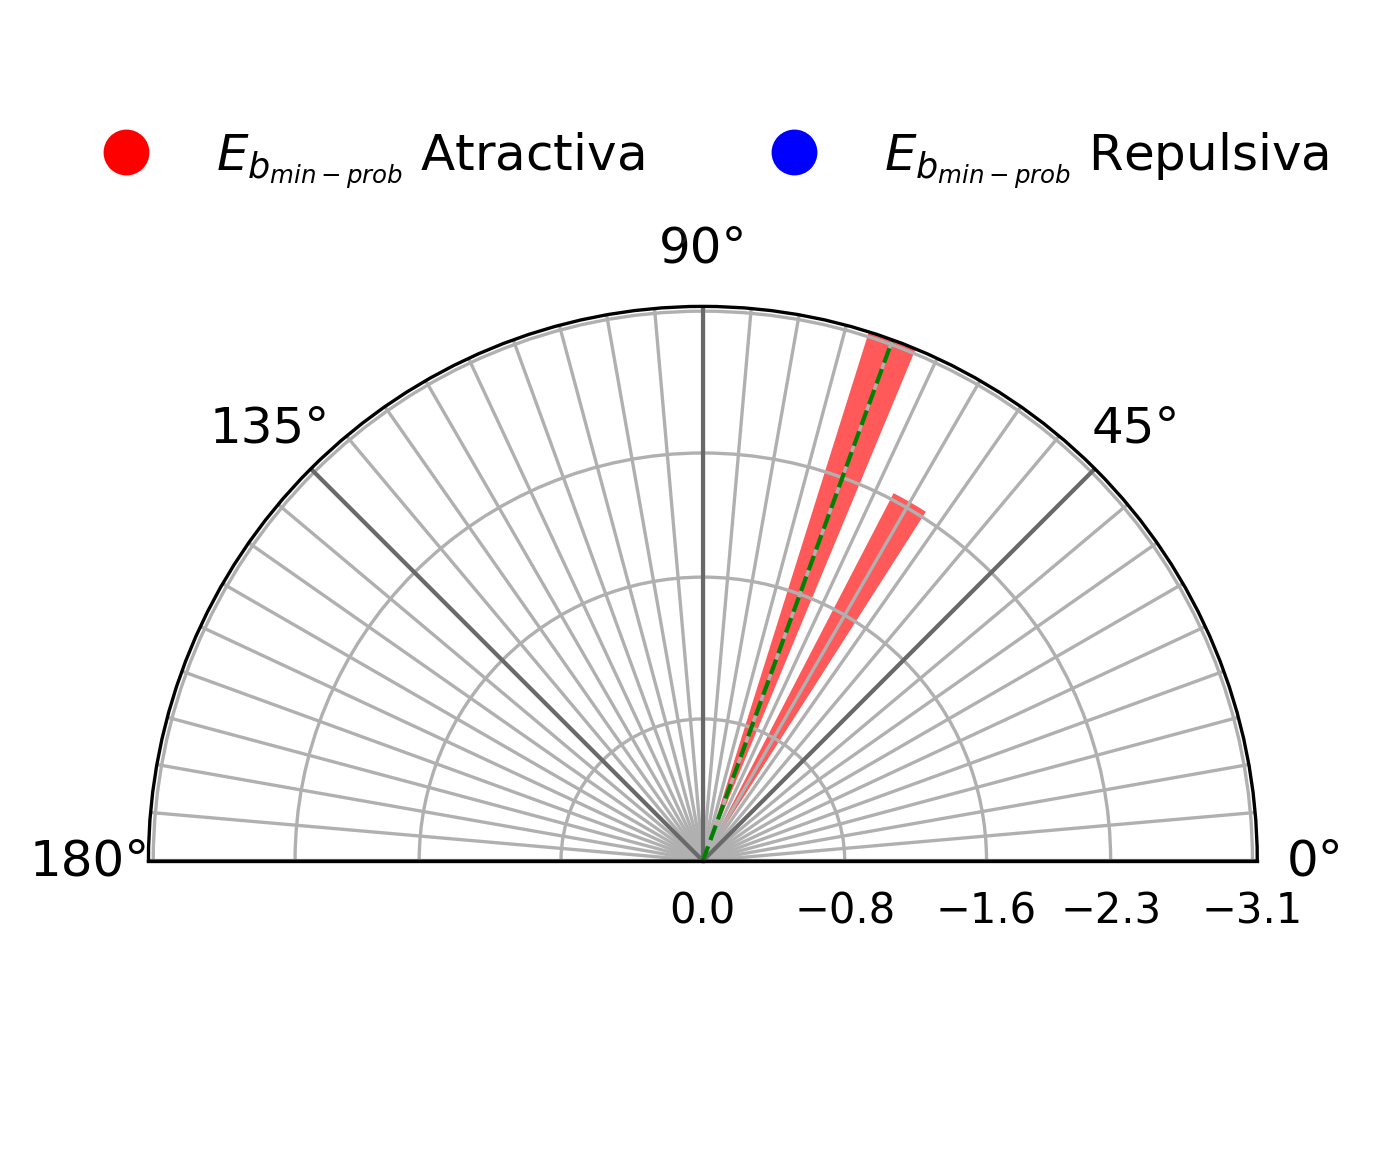 E_{b_{min−prob}} Atractiva E_{b_{min−prob}} Repulsiva
90°
135° 45°
180° 0°
0.0 −0.8 −1.6 −2.3 −3.1